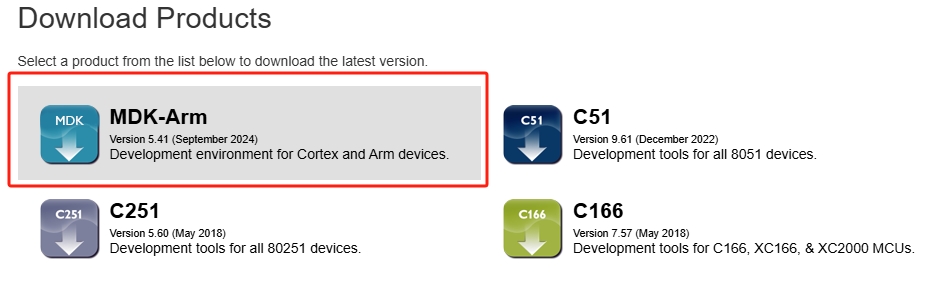 Download Products
Select a product from the list below to download the latest version.
MDK
MDK-Arm
Version 5.41 (September 2024)
Development environment for Cortex and Arm devices.
C51
C51
Version 9.61 (December 2022)
Development tools for all 8051 devices.
C251
C251
Version 5.60 (May 2018)
Development tools for all 80251 devices.
C166
C166
Version 7.57 (May 2018)
Development tools for C166, XC166, & XC2000 MCUs.